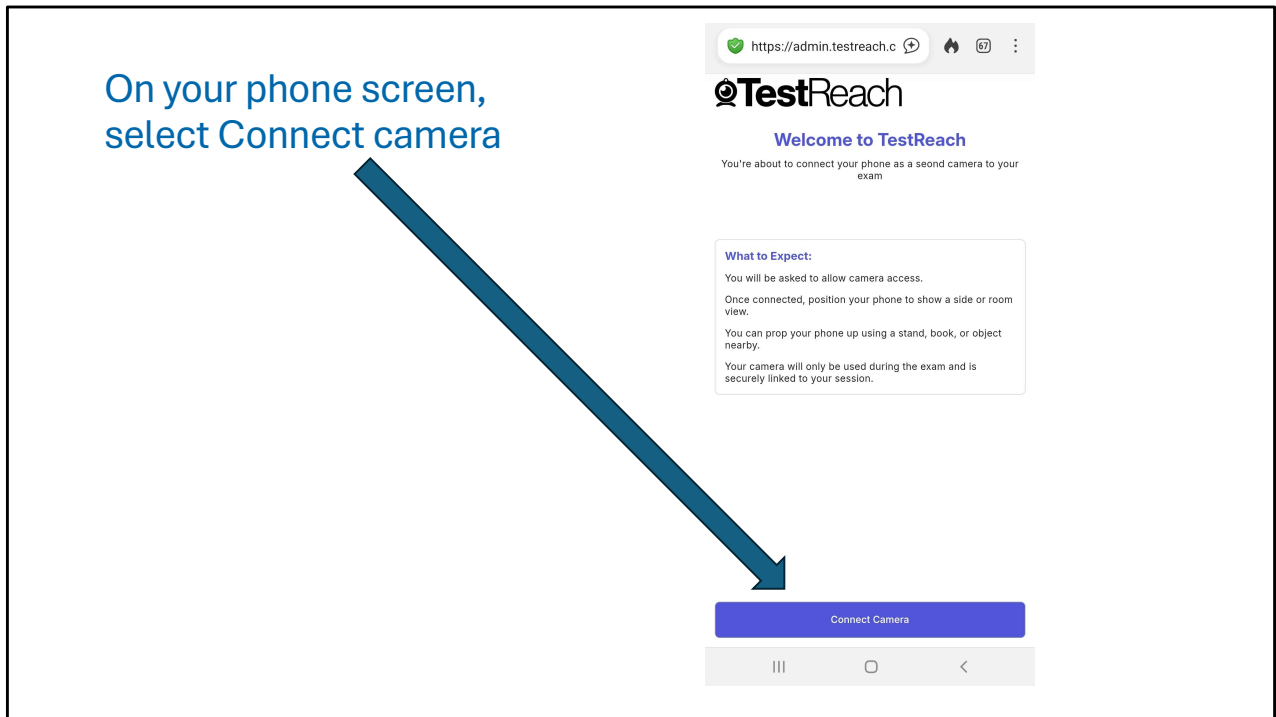 On your phone screen,
select Connect camera
https://admin.testreach.c
67
TestReach
Welcome to TestReach
You're about to connect your phone as a seond camera to your
exam
What to Expect:
You will be asked to allow camera access.
Once connected, position your phone to show a side or room
view.
You can prop your phone up using a stand, book, or object
nearby.
Your camera will only be used during the exam and is
securely linked to your session.
Connect Camera